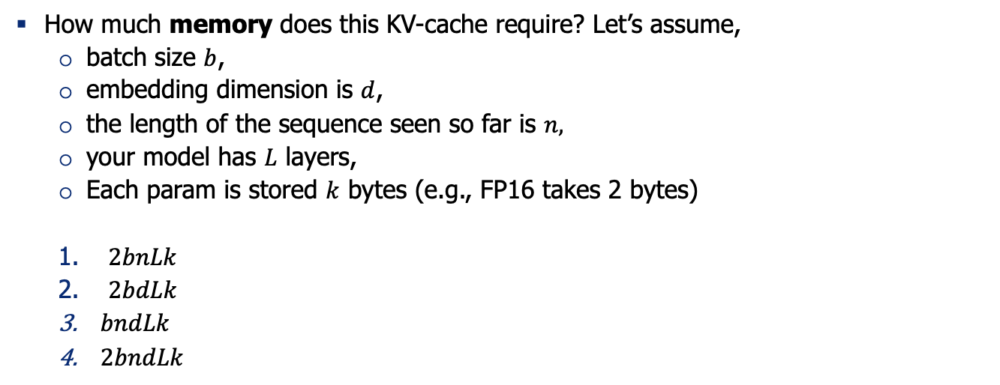 ▪ How much memory does this KV-cache require? Let’s assume,
o batch size b,
o embedding dimension is d,
o the length of the sequence seen so far is n,
o your model has L layers,
o Each param is stored k bytes (e.g., FP16 takes 2 bytes)
1. 2bnLk
2. 2bdLk
3. bndLk
4. 2bndLk